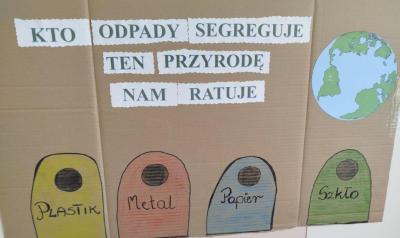 KTO ODPADY SEGREGUJE
TEN PRZYRODĘ
NAM RATUJE
PLASTIK
Metal
Papier
Szkło